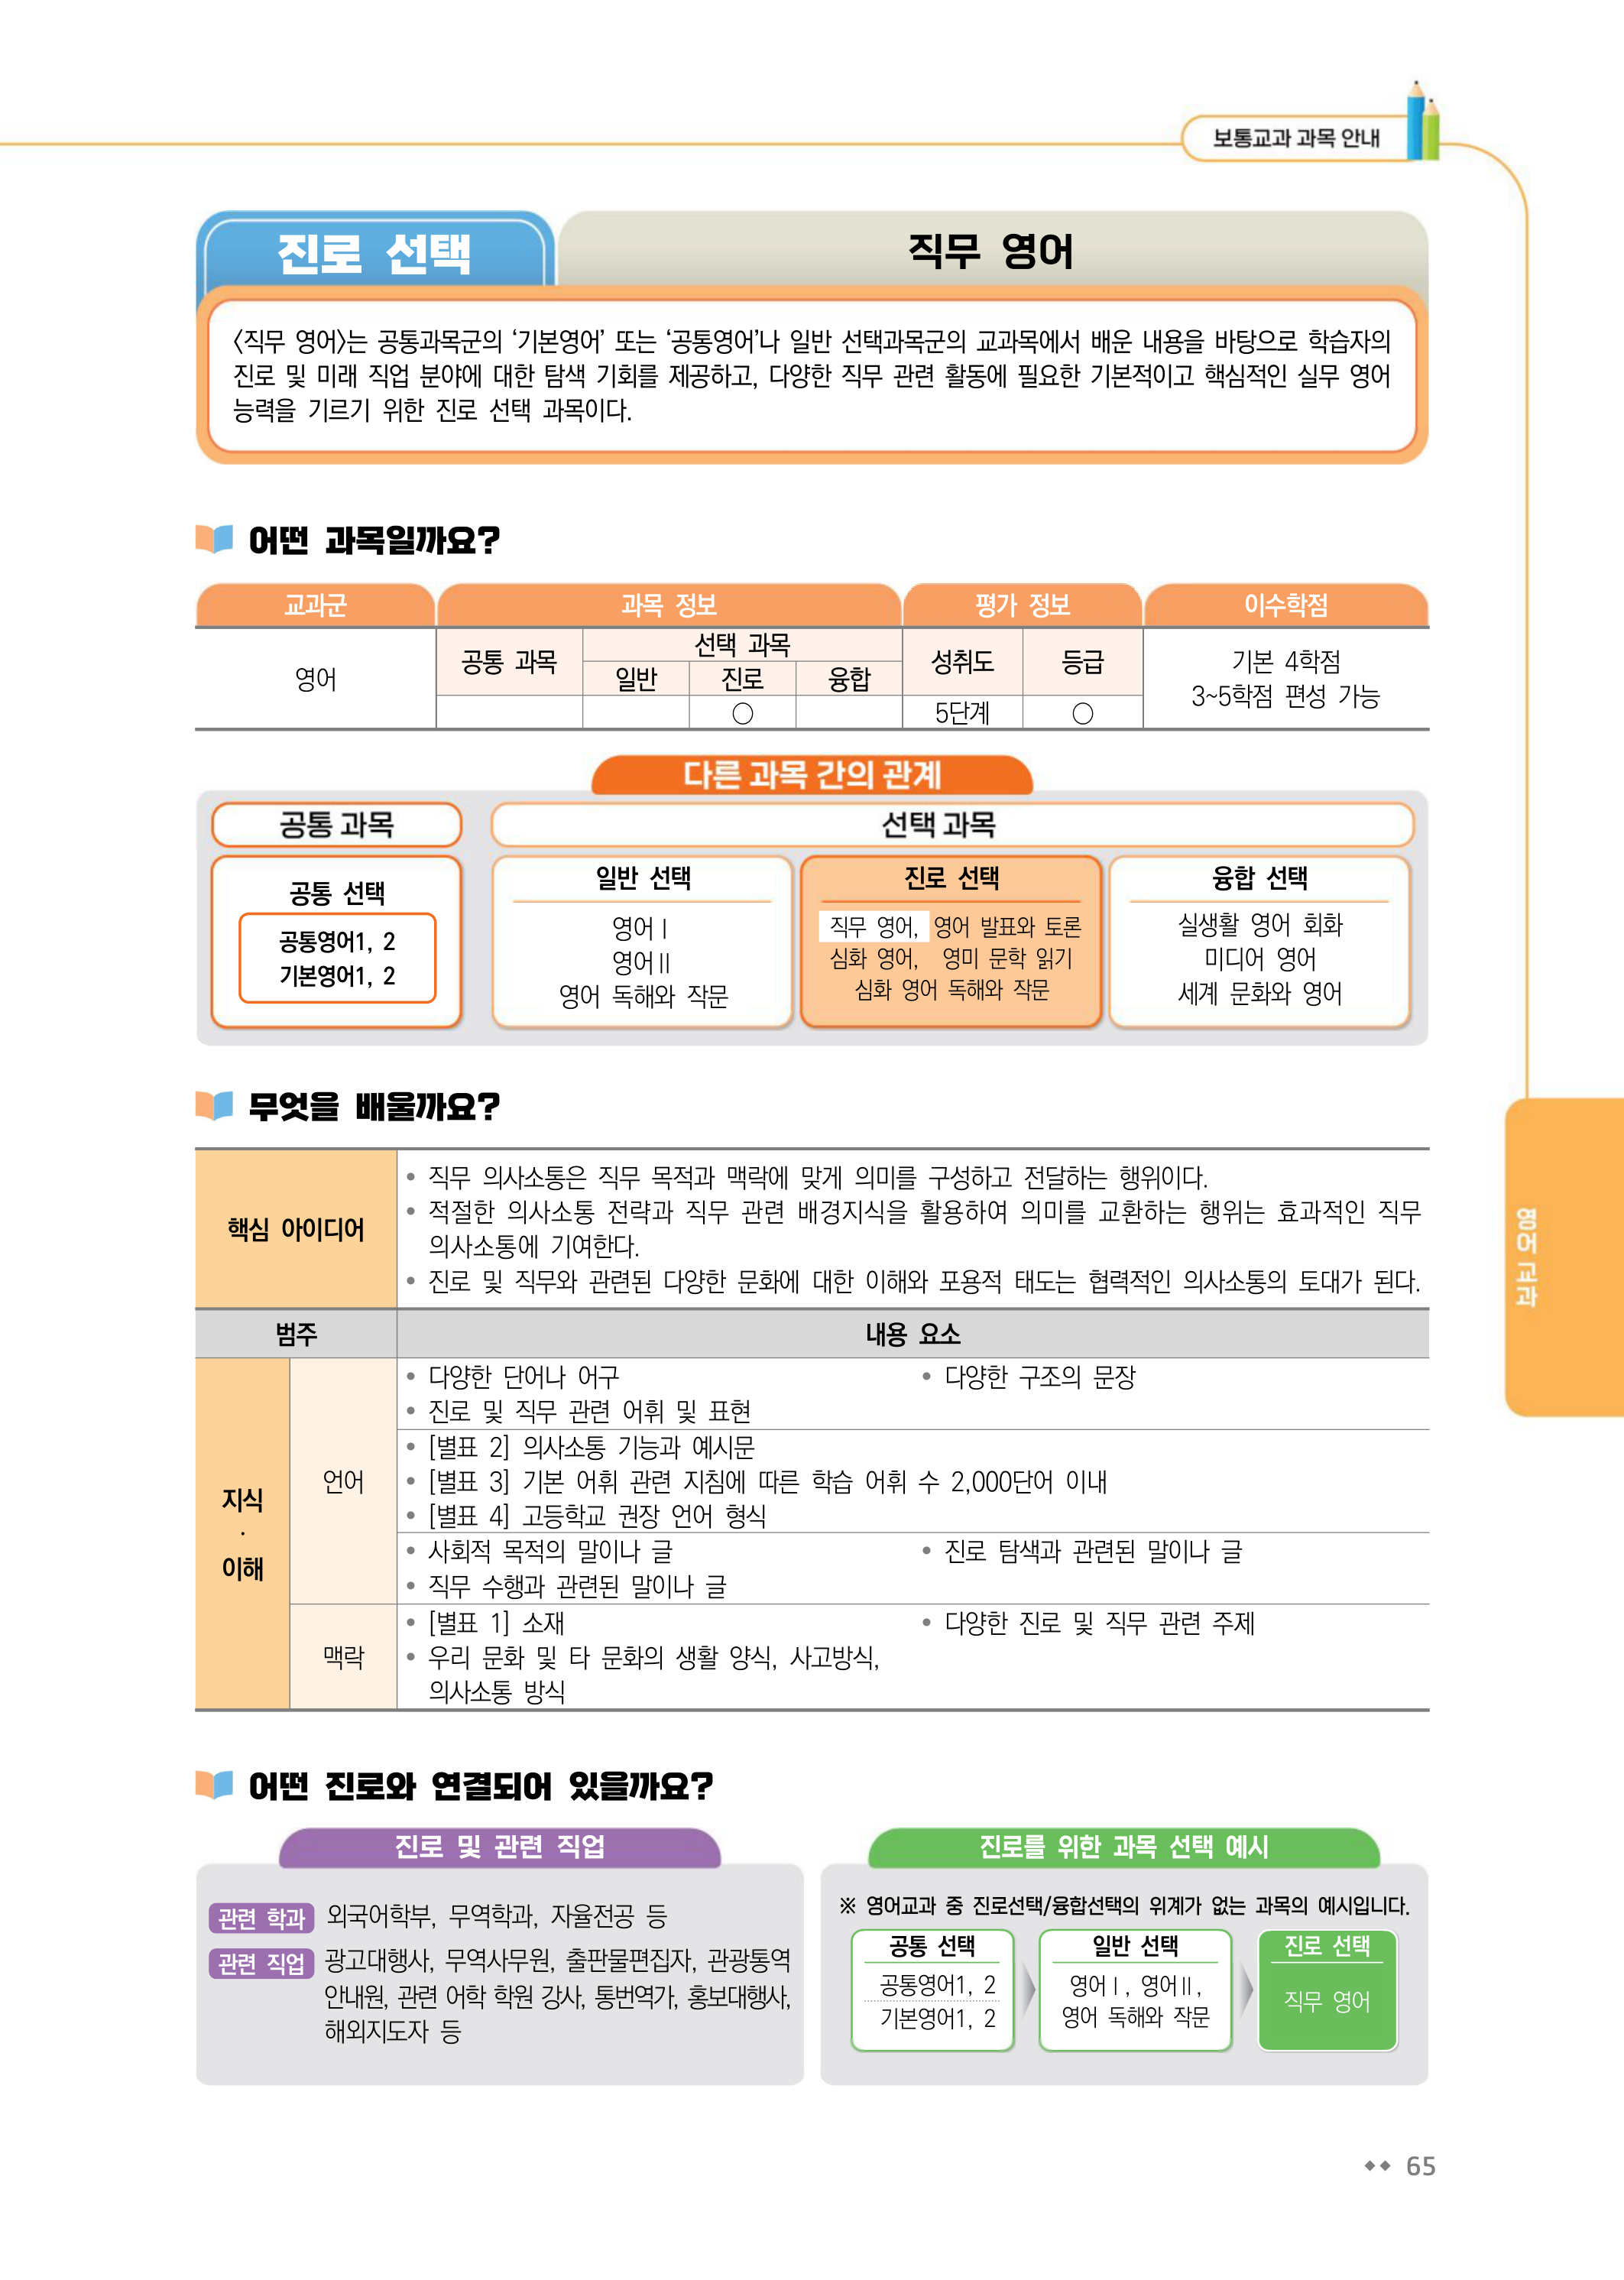 보통교과 과목 안내
진로 선택
직무 영어
〈직무 영어〉는 공통과목군의 ‘기본영어’ 또는 ‘공통영어’나 일반 선택과목군의 교과목에서 배운 내용을 바탕으로 학습자의
진로 및 미래 직업 분야에 대한 탐색 기회를 제공하고, 다양한 직무 관련 활동에 필요한 기본적이고 핵심적인 실무 영어
능력을 기르기 위한 진로 선택 과목이다.
어떤 과목일까요?
교과군 과목 정보 평가 정보 이수학점
영어
공통 과목
선택 과목
일반 진로 융합
성취도 등급
○ 5단계 ○
기본 4학점
3~5학점 편성 가능
다른 과목 간의 관계
공통 과목
선택 과목
공통 선택
공통영어1, 2
기본영어1, 2
일반 선택
영어Ⅰ
영어Ⅱ
영어 독해와 작문
진로 선택
직무 영어, 영어 발표와 토론
심화 영어, 영미 문학 읽기
심화 영어 독해와 작문
융합 선택
실생활 영어 회화
미디어 영어
세계 문화와 영어
무엇을 배울까요?
핵심 아이디어
• 직무 의사소통은 직무 목적과 맥락에 맞게 의미를 구성하고 전달하는 행위이다.
• 적절한 의사소통 전략과 직무 관련 배경지식을 활용하여 의미를 교환하는 행위는 효과적인 직무
의사소통에 기여한다.
• 진로 및 직무와 관련된 다양한 문화에 대한 이해와 포용적 태도는 협력적인 의사소통의 토대가 된다.
범주 내용 요소
지식
·
이해
언어
• 다양한 단어나 어구 • 다양한 구조의 문장
• 진로 및 직무 관련 어휘 및 표현
• [별표 2] 의사소통 기능과 예시문
• [별표 3] 기본 어휘 관련 지침에 따른 학습 어휘 수 2,000단어 이내
• [별표 4] 고등학교 권장 언어 형식
• 사회적 목적의 말이나 글 • 진로 탐색과 관련된 말이나 글
• 직무 수행과 관련된 말이나 글
맥락
• [별표 1] 소재 • 다양한 진로 및 직무 관련 주제
• 우리 문화 및 타 문화의 생활 양식, 사고방식,
의사소통 방식
영어 교과
어떤 진로와 연결되어 있을까요?
진로 및 관련 직업
관련 학과 외국어학부, 무역학과, 자율전공 등
관련 직업 광고대행사, 무역사무원, 출판물편집자, 관광통역
안내원, 관련 어학 학원 강사, 통번역가, 홍보대행사,
해외지도자 등
진로를 위한 과목 선택 예시
※ 영어교과 중 진로선택/융합선택의 위계가 없는 과목의 예시입니다.
공통 선택
공통영어1, 2
기본영어1, 2
일반 선택
영어Ⅰ, 영어Ⅱ,
영어 독해와 작문
진로 선택
직무 영어
65